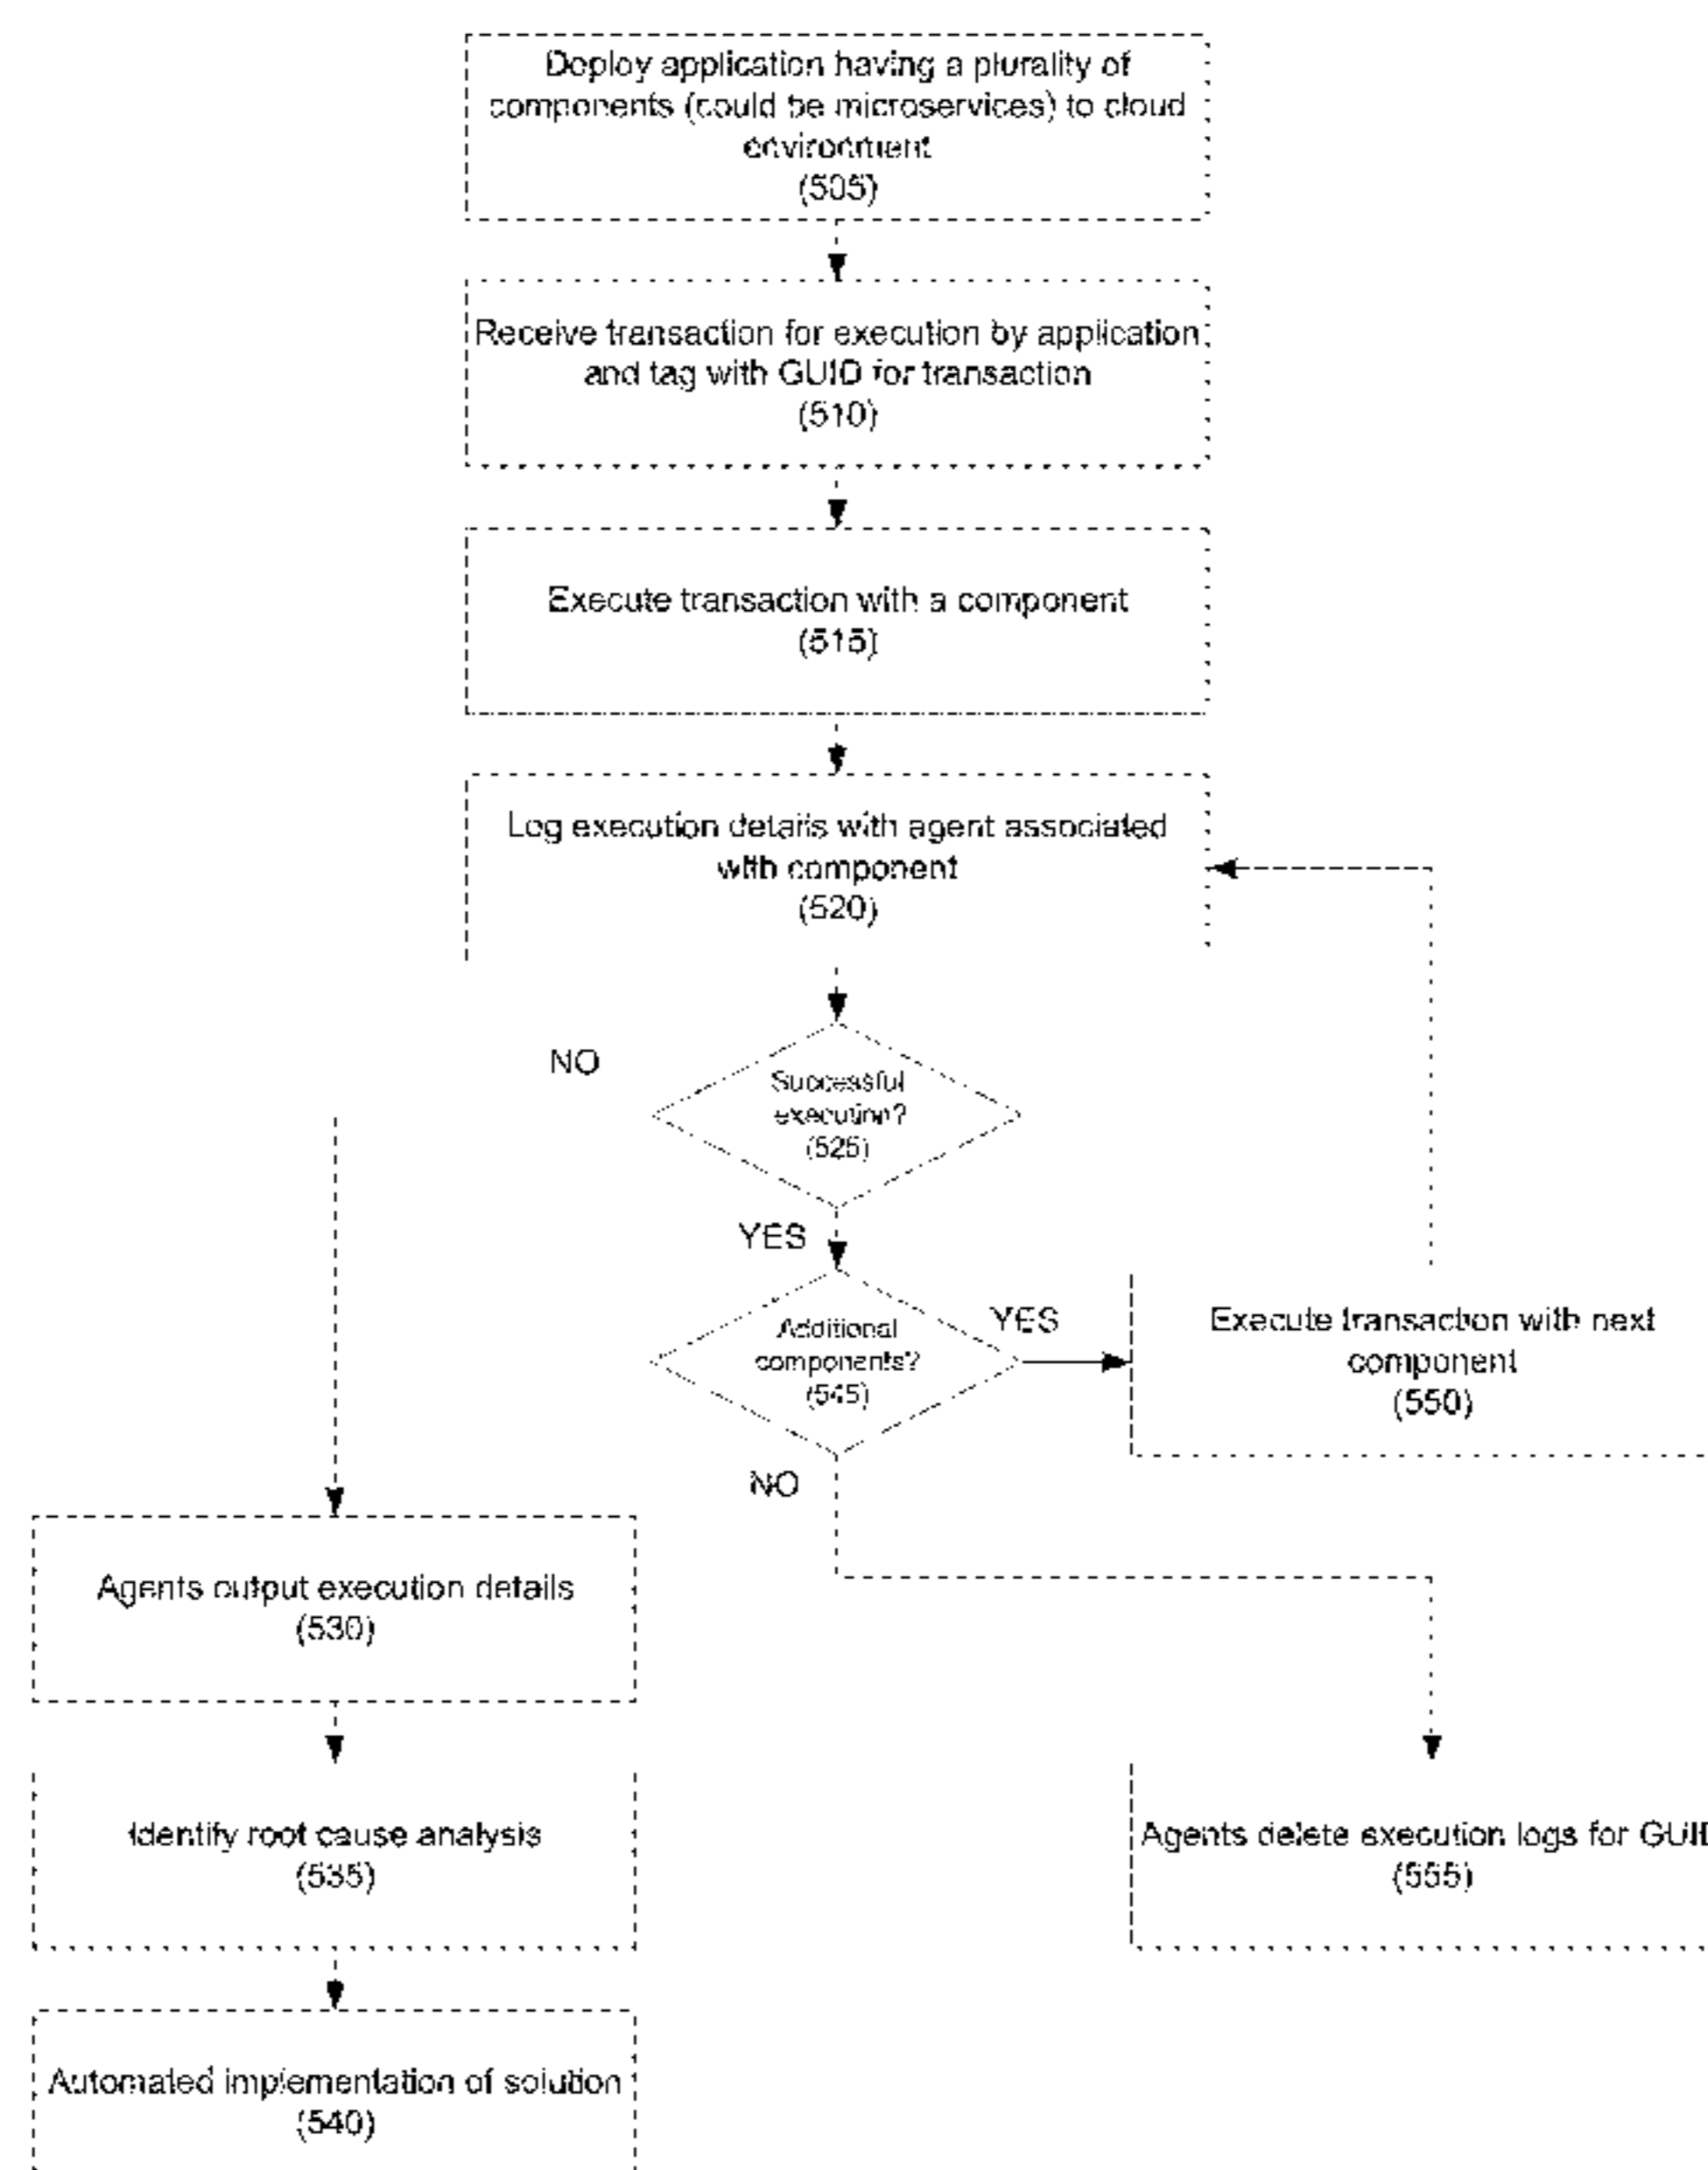 Deploy application having a plurality of
components (could be microservices) to cloud
environment
(505)
Receive transaction for execution by application
and tag with GUID for transaction
(510)
Execute transaction with a component
(515)
Log execution details with agent associated
with component
(520)
NO
Successful
execution?
(525)
YES
Additional
components?
(545)
YES
Execute transaction with next
component
(550)
NO
Agents output execution details
(530)
Identify root cause analysis
(535)
Agents delete execution logs for GUID
(555)
Automated implementation of solution
(540)